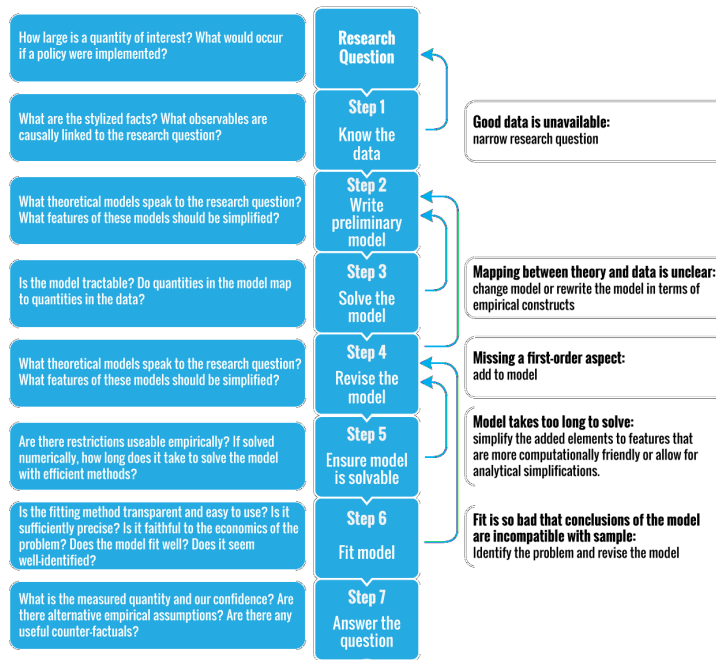 How large is a quantity of interest? What would occur
if a policy were implemented?
Research
Question
What are the stylized facts? What observables are
causally linked to the research question?
Step 1
Know the
data
Good data is unavailable:
narrow research question
What theoretical models speak to the research question?
What features of these models should be simplified?
Step 2
Write
preliminary
model
Is the model tractable? Do quantities in the model map
to quantities in the data?
Step 3
Solve the
model
Mapping between theory and data is unclear:
change model or rewrite the model in terms of
empirical constructs
What theoretical models speak to the research question?
What features of these models should be simplified?
Step 4
Revise the
model
Missing a first-order aspect:
add to model
Are there restrictions useable empirically? If solved
numerically, how long does it take to solve the model
with efficient methods?
Step 5
Ensure model
is solvable
Model takes too long to solve:
simplify the added elements to features that
are more computationally friendly or allow for
analytical simplifications.
Is the fitting method transparent and easy to use? Is it
sufficiently precise? Is it faithful to the economics of the
problem? Does the model fit well? Does it seem
well-identified?
Step 6
Fit model
Fit is so bad that conclusions of the model
are incompatible with sample:
Identify the problem and revise the model
What is the measured quantity and our confidence? Are
there alternative empirical assumptions? Are there any
useful counter-factuals?
Step 7
Answer the
question